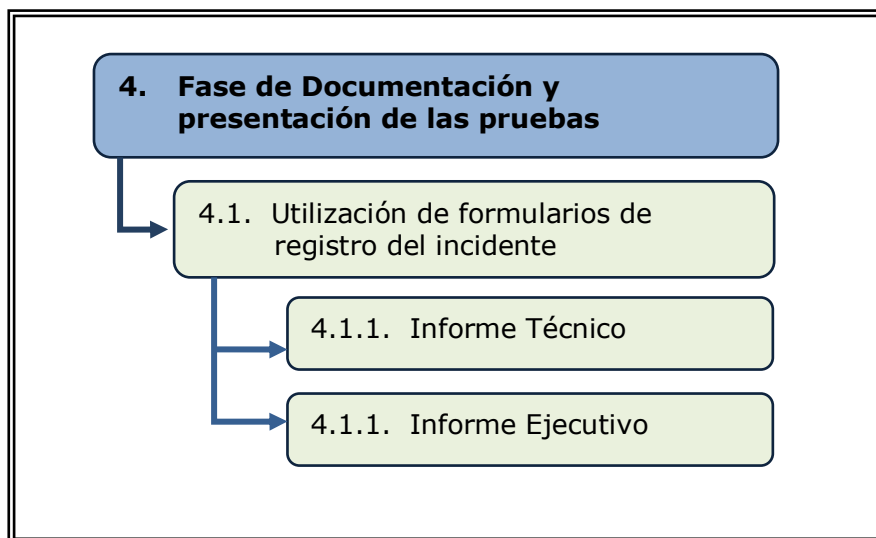 4. Fase de Documentación y
presentación de las pruebas
4.1. Utilización de formularios de
registro del incidente
4.1.1. Informe Técnico
4.1.1. Informe Ejecutivo